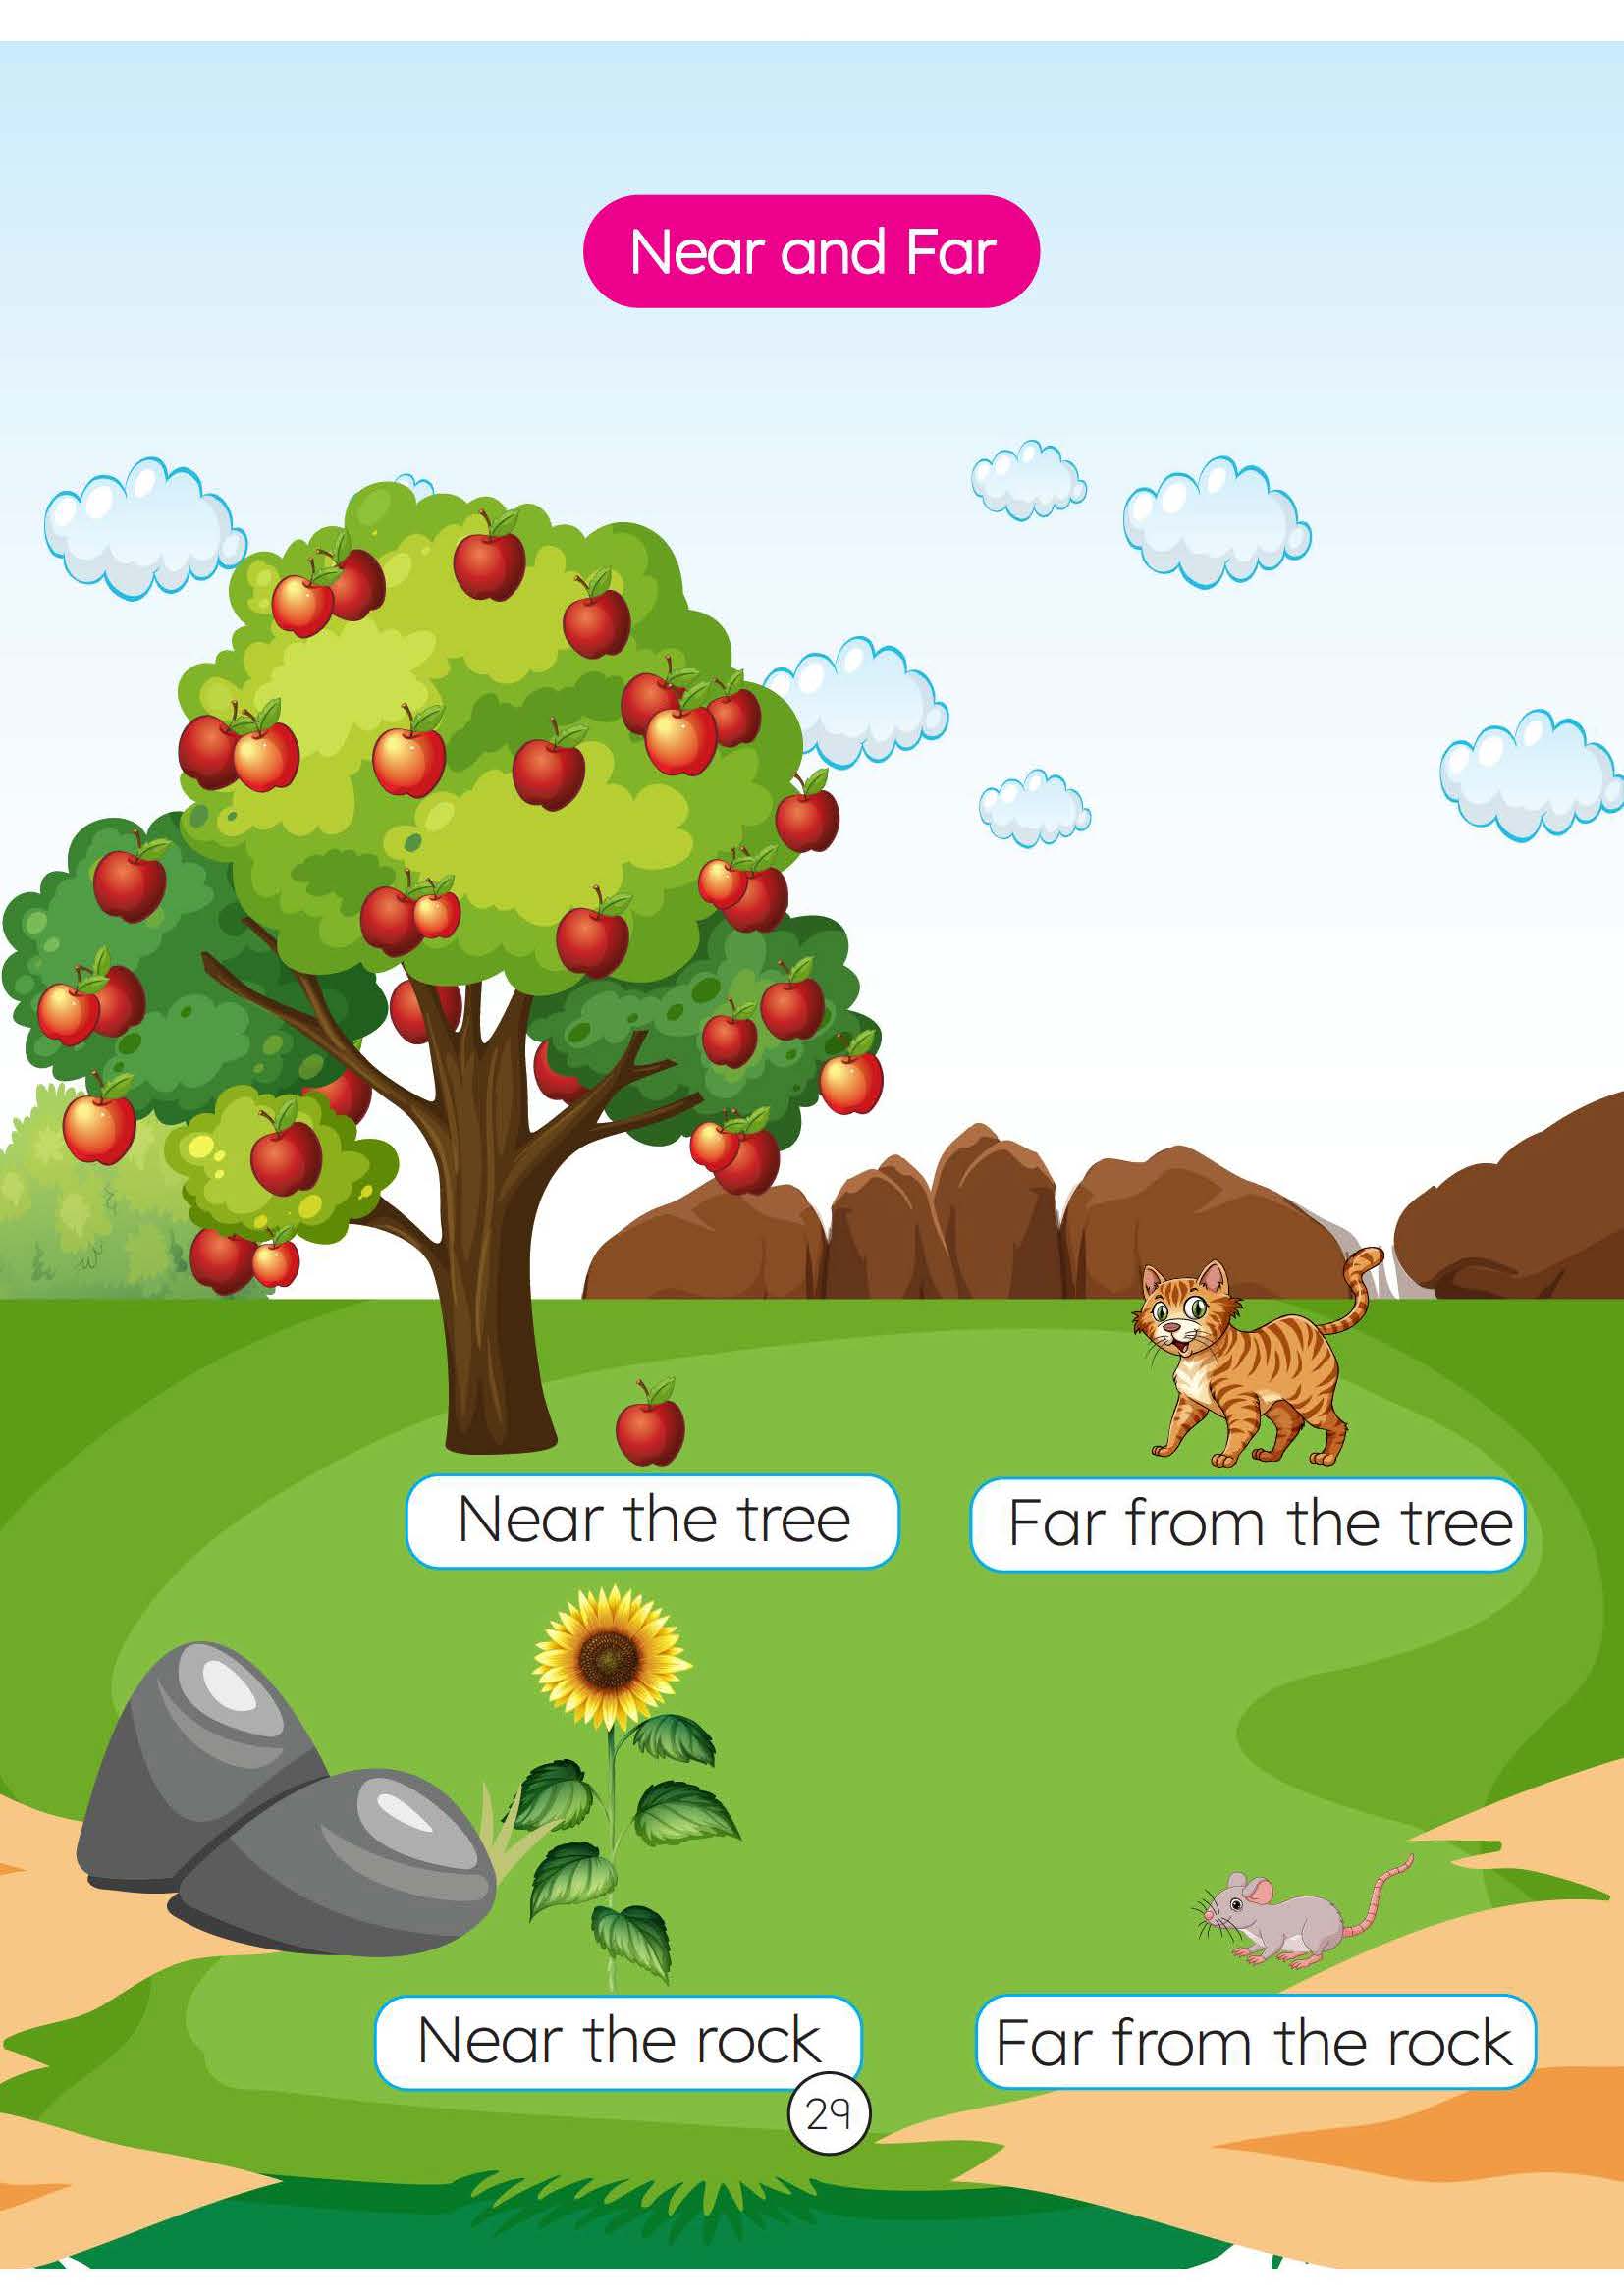 Near and Far
Near the tree
Far from the tree
Near the rock
Far from the rock
29